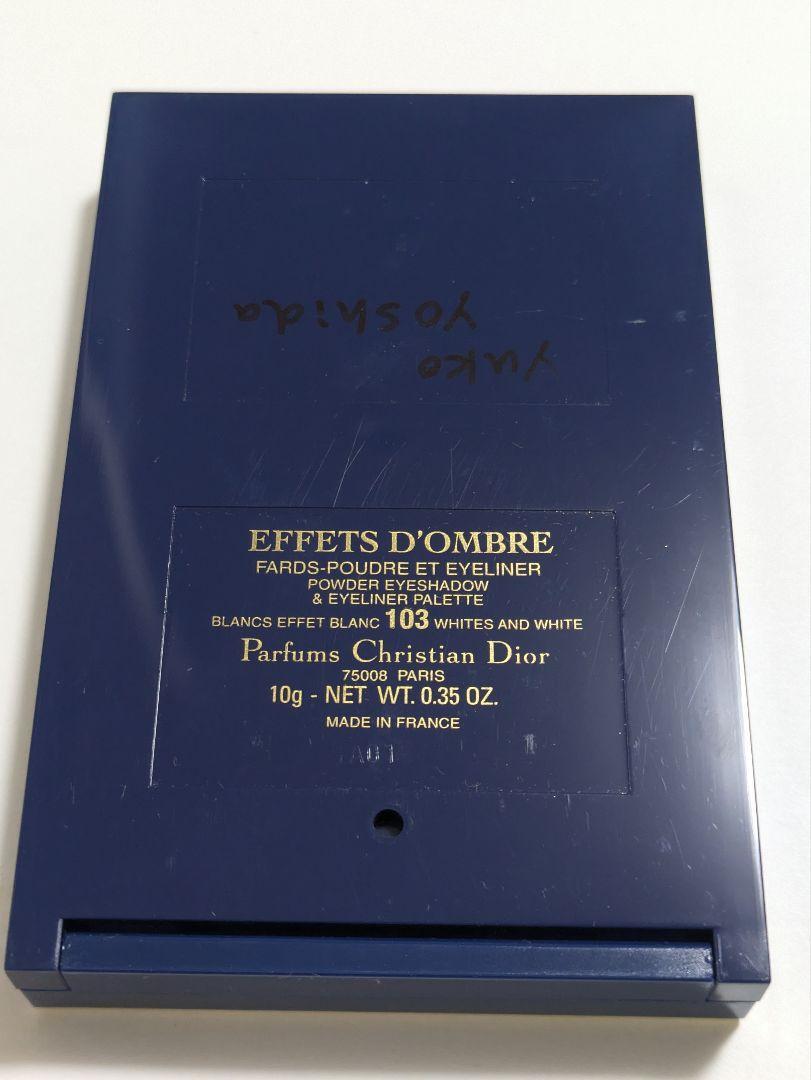 Yuko
Yoshida
EFFETS D'OMBRE
FARDS-POUDRE ET EYELINER
POWDER EYESHADOW
& EYELINER PALETTE
BLANCS EFFET BLANC 103 WHITES AND WHITE
Parfums Christian Dior
75008 PARIS
10g - NET WT. 0.35 OZ.
MADE IN FRANCE